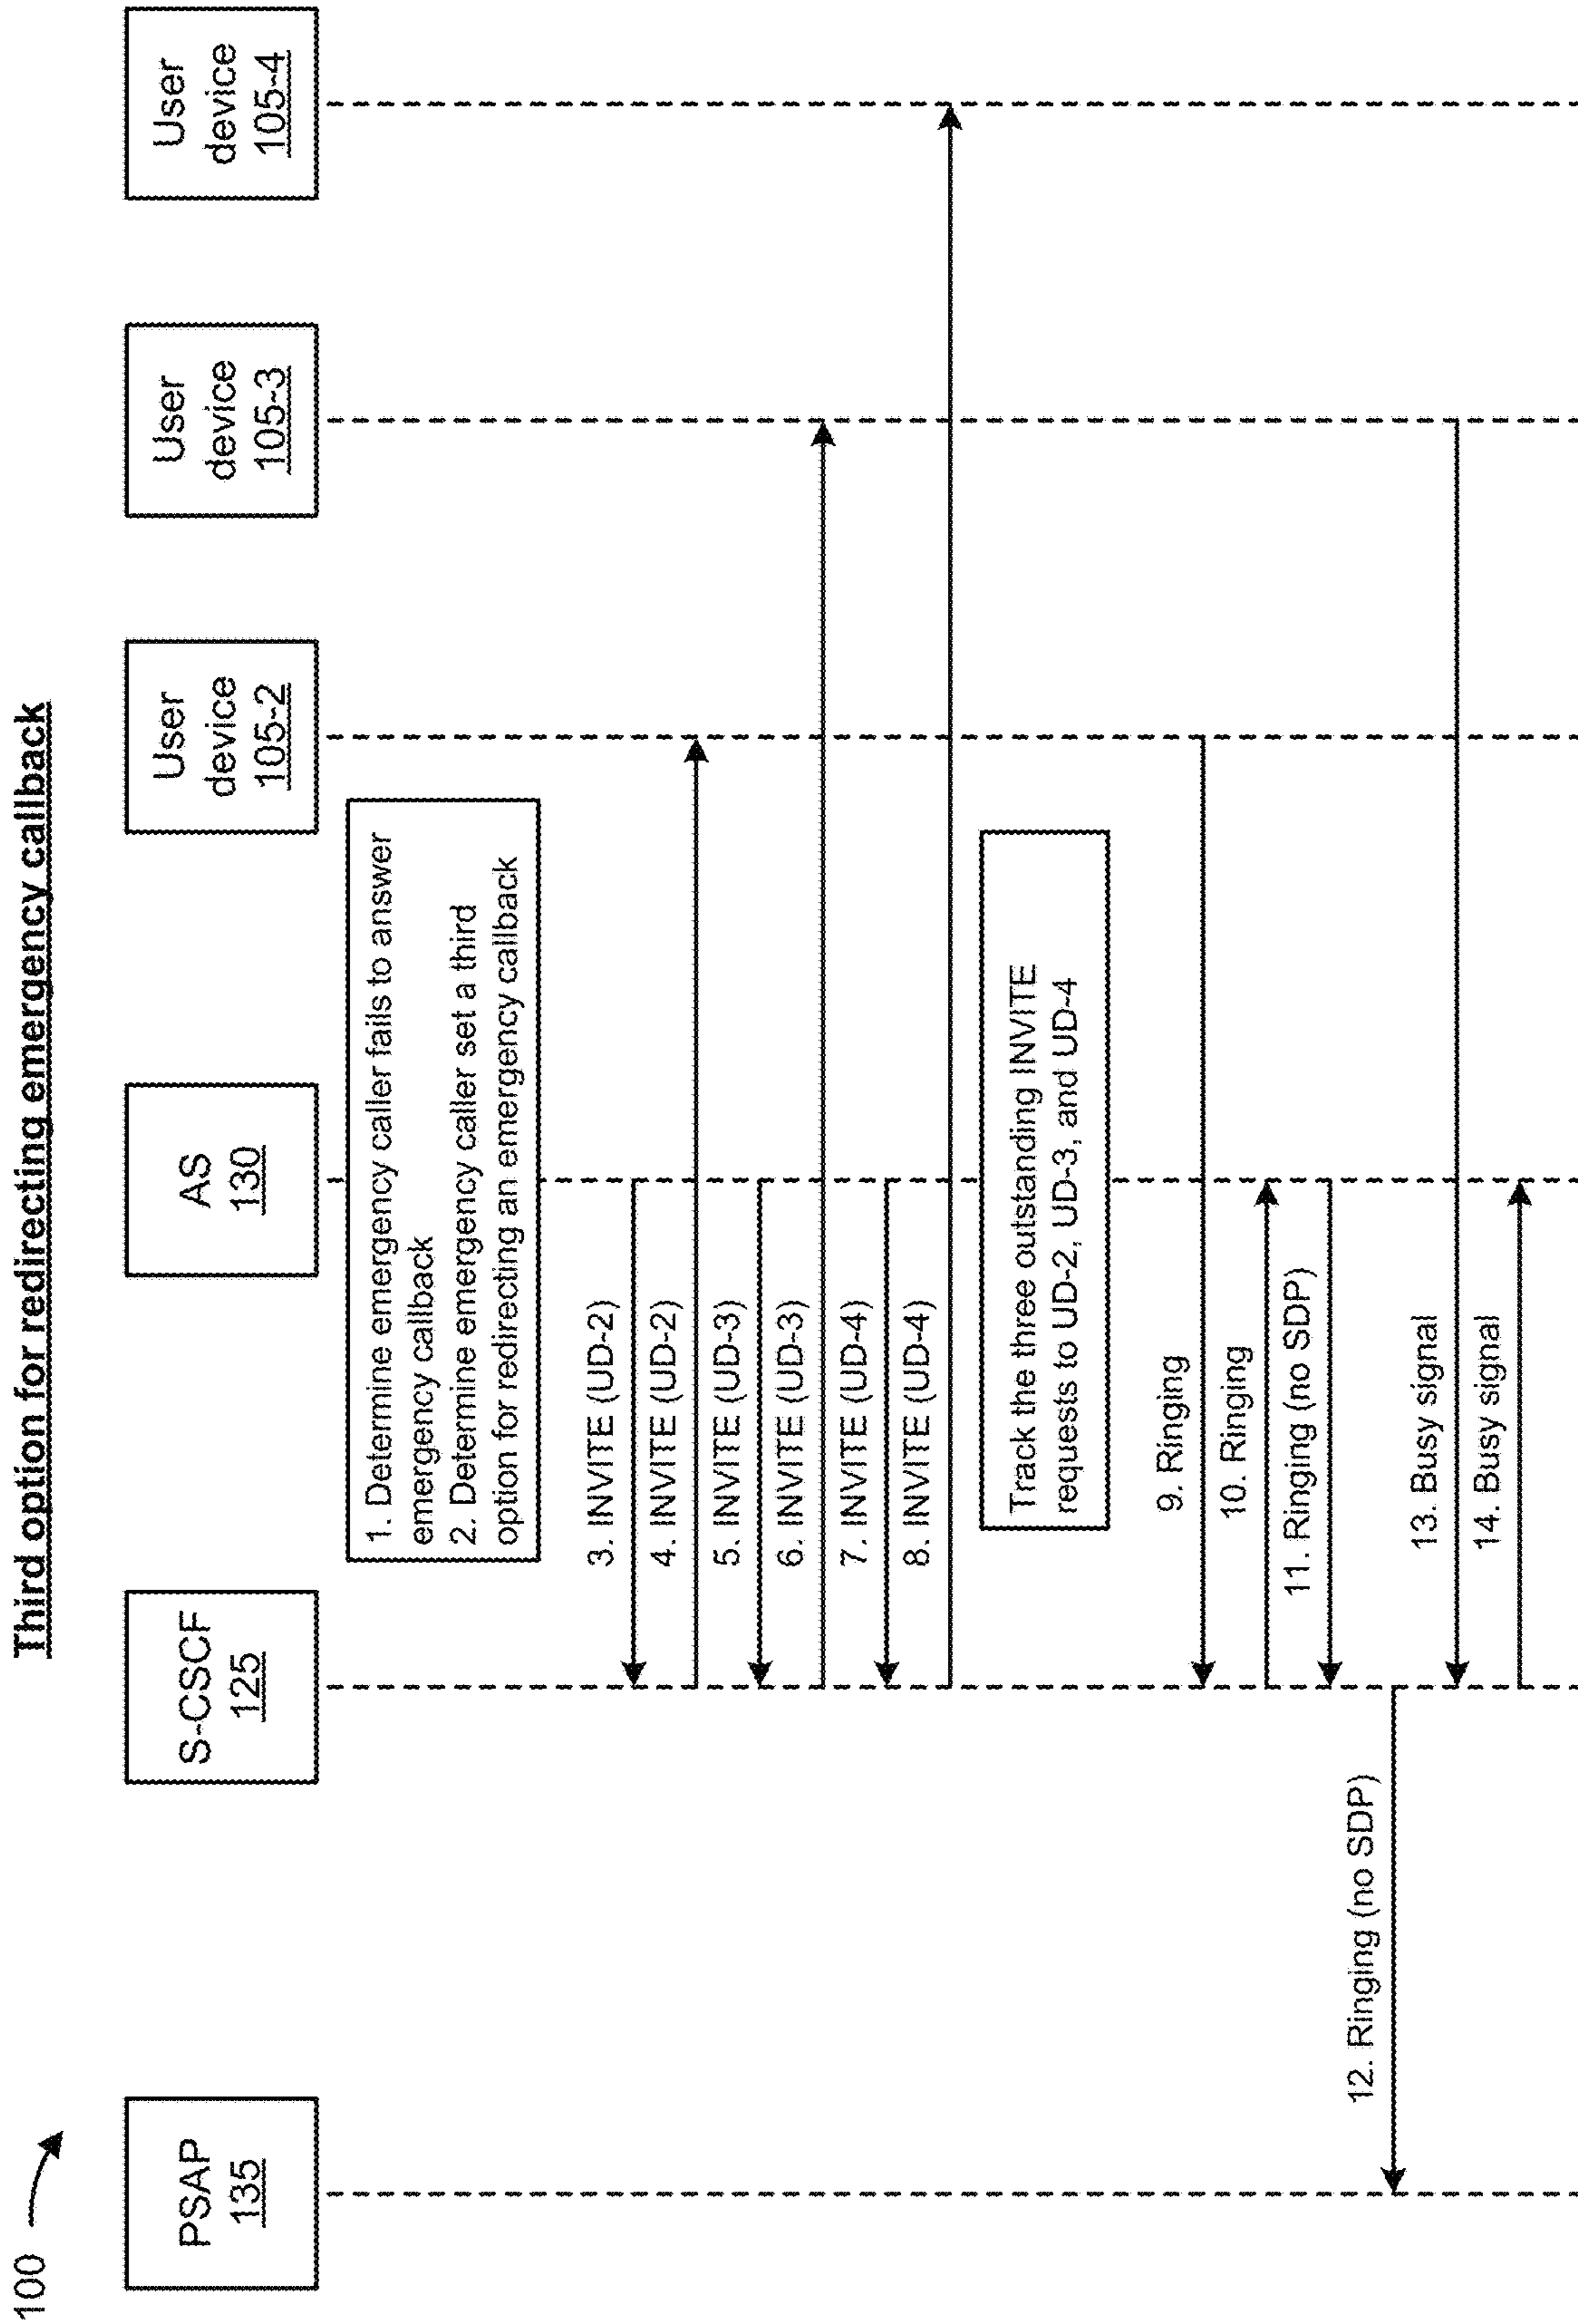 100
Third option for redirecting emergency callback
PSAP
135
S-CSCF
125
AS
130
User
device
105-2
User
device
105-3
User
device
105-4
1. Determine emergency caller fails to answer
emergency callback
2. Determine emergency caller set a third
option for redirecting an emergency callback
3. INVITE (UD-2)
4. INVITE (UD-2)
5. INVITE (UD-3)
6. INVITE (UD-3)
7. INVITE (UD-4)
8. INVITE (UD-4)
Track the three outstanding INVITE
requests to UD-2, UD-3, and UD-4
9. Ringing
10. Ringing
11. Ringing (no SDP)
12. Ringing (no SDP)
13. Busy signal
14. Busy signal